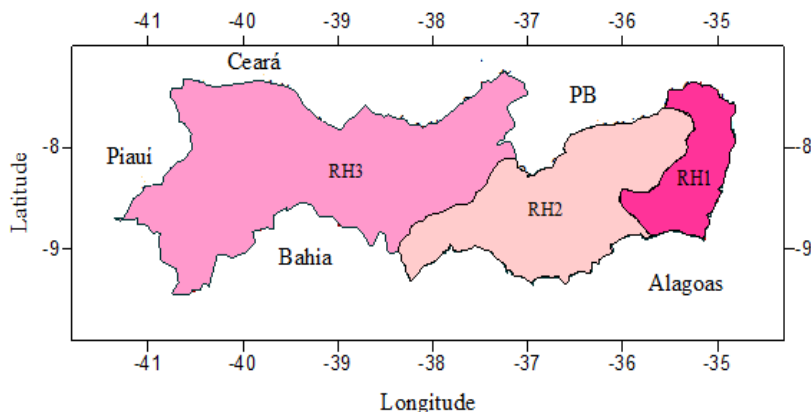 -41 -40 -39 -38 -37 -36 -35
Ceará
PB
-8 -8
Piauí
RH3
RH1
RH2
Latitude
-9 -9
Bahia
Alagoas
-41 -40 -39 -38 -37 -36 -35
Longitude